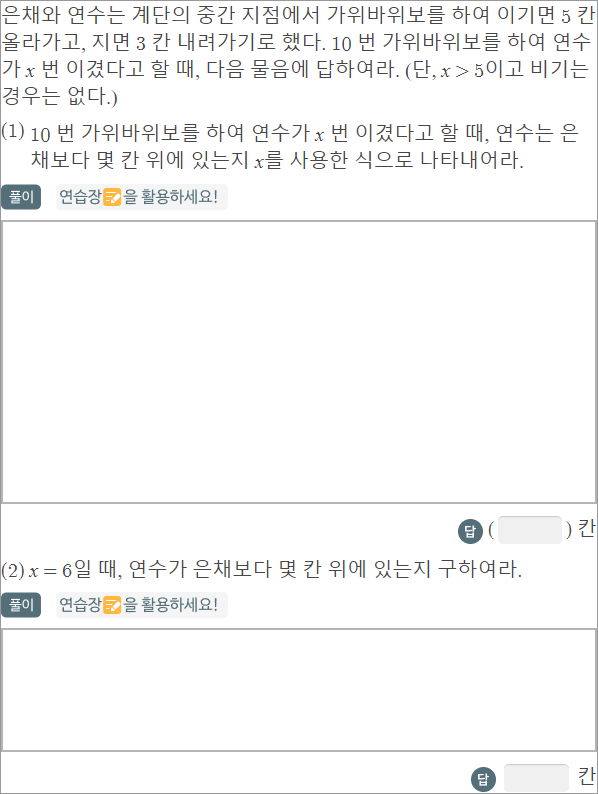 은채와 연수는 계단의 중간 지점에서 가위바위보를 하여 이기면 5 칸
올라가고, 지면 3 칸 내려가기로 했다. 10 번 가위바위보를 하여 연수
가 x 번 이겼다고 할 때, 다음 물음에 답하여라. (단, x > 5이고 비기는
경우는 없다.)
(1) 10 번 가위바위보를 하여 연수가 x 번 이겼다고 할 때, 연수는 은
채보다 몇 칸 위에 있는지 x를 사용한 식으로 나타내어라.
풀이 연습장을 활용하세요!
답 ( ) 칸
(2) x = 6일 때, 연수가 은채보다 몇 칸 위에 있는지 구하여라.
풀이 연습장을 활용하세요!
답 칸